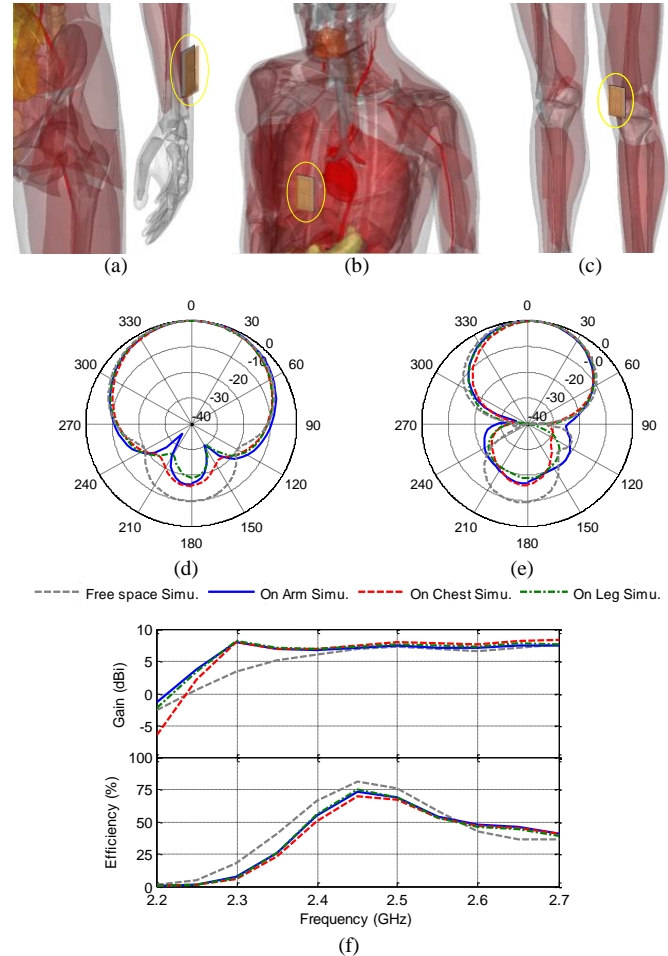 (a) (b) (c)
0 0
330 30 330 30
300 60 300 60
0 0
-10 -10
-20 -20
-30 -30
-40 -40
270 90 270 90
240 120 240 120
210 150 210 150
180 180
(d) (e)
Free space Simu. On Arm Simu. On Chest Simu. On Leg Simu.
10
5
0
-5
Gain (dBi)
100
75
50
25
0
Efficiency (%)
2.2 2.3 2.4 2.5 2.6 2.7
Frequency (GHz)
(f)